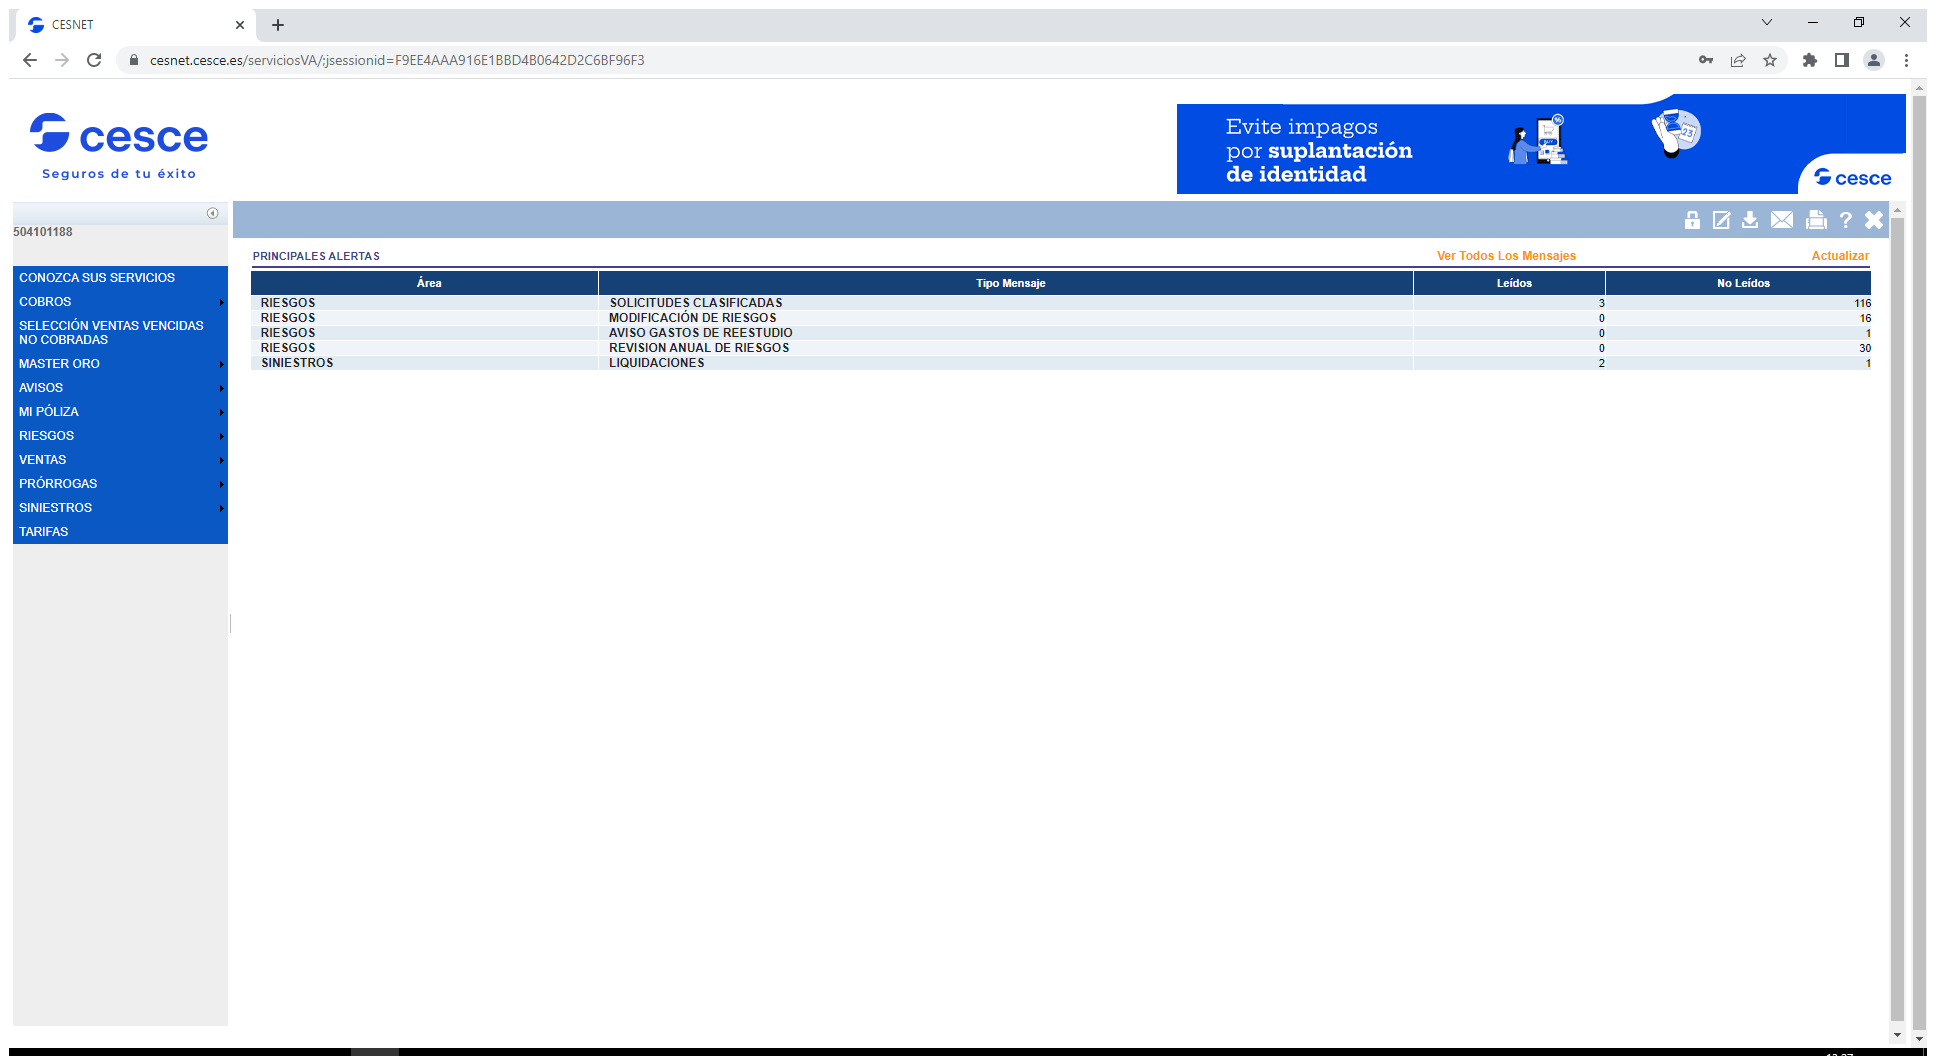 CESNET
cesnet.cesce.es/serviciosVA/;jsessionid=F9EE4AAA916E1BBD4B0642D2C6BF96F3
cesce
Seguros de tu éxito
Evite impagos
por suplantación
de identidad
23
cesce
504101188
CONOZCA SUS SERVICIOS
COBROS
SELECCIÓN VENTAS VENCIDAS
NO COBRADAS
MASTER ORO
AVISOS
MI PÓLIZA
RIESGOS
VENTAS
PRÓRROGAS
SINIESTROS
TARIFAS
PRINCIPALES ALERTAS Ver Todos Los Mensajes Actualizar
Área Tipo Mensaje Leídos No Leídos
RIESGOS SOLICITUDES CLASIFICADAS 3 116
RIESGOS MODIFICACIÓN DE RIESGOS 0 16
RIESGOS AVISO GASTOS DE REESTUDIO 0 1
RIESGOS REVISION ANUAL DE RIESGOS 0 30
SINIESTROS LIQUIDACIONES 2 1